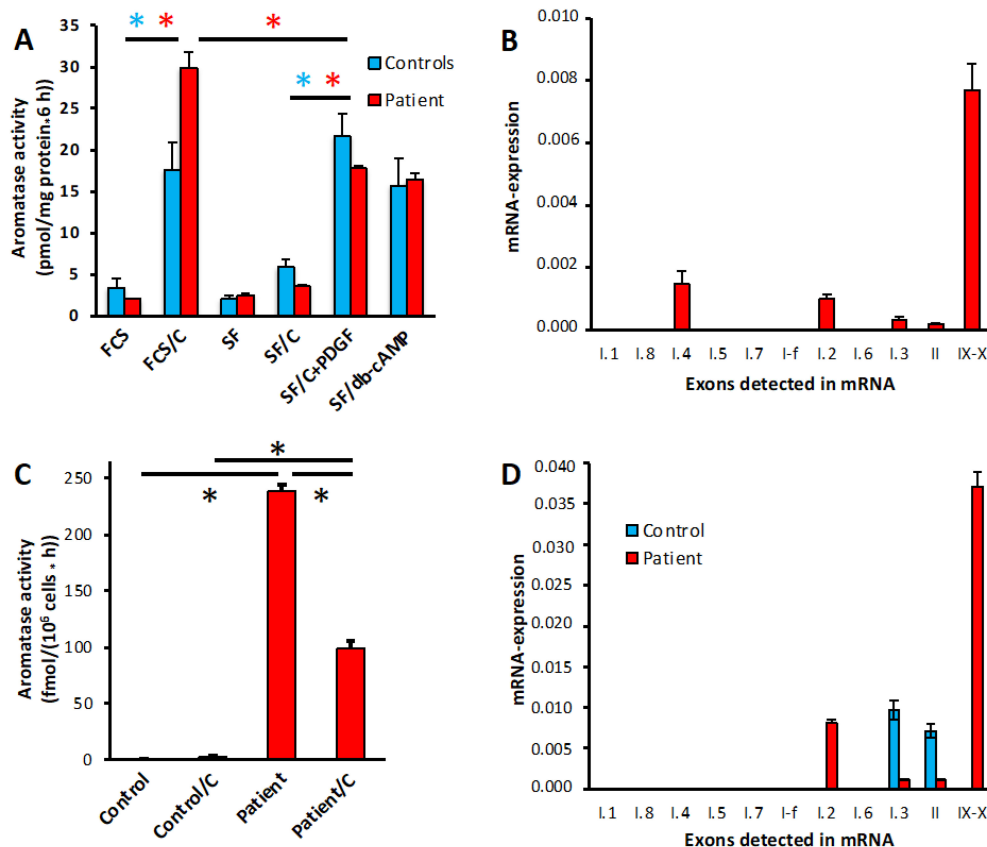 A
* *
*
* *
Controls
Patient
Aromatase activity
(pmol/mg protein*6 h))
35
30
25
20
15
10
5
0
FCS
FCS/C
SF
SF/C
SF/C+PDGF
SF/db-cAMP
B
mRNA-expression
0.010
0.008
0.006
0.004
0.002
0.000
I.1 I.8 I.4 I.5 I.7 I-f I.2 I.6 I.3 II IX-X
Exons detected in mRNA
C
*
* *
Aromatase activity
(fmol/(10⁶ cells * h))
250
200
150
100
50
0
Control
Control/C
Patient
Patient/C
D
Control
Patient
mRNA-expression
0.040
0.035
0.030
0.025
0.020
0.015
0.010
0.005
0.000
I.1 I.8 I.4 I.5 I.7 I-f I.2 I.6 I.3 II IX-X
Exons detected in mRNA